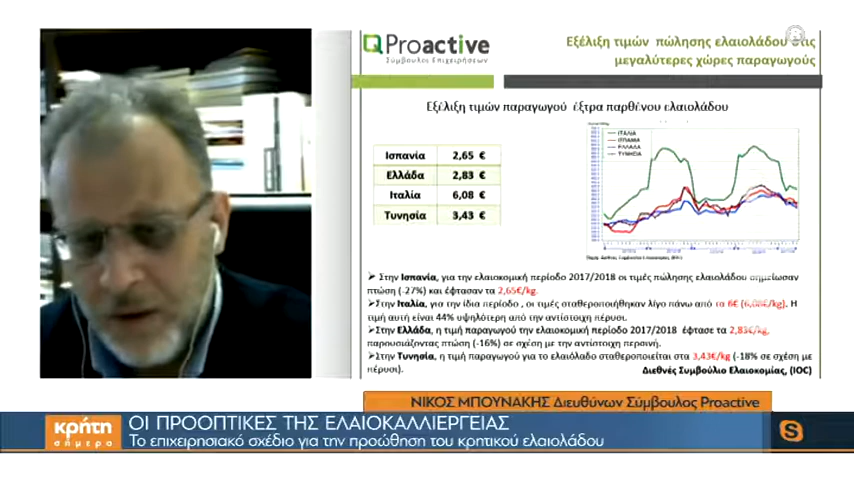 Proactive
Σύμβουλος Επιχειρήσεων
Εξέλιξη τιμών πώλησης ελαιολάδου στις
μεγαλύτερες χώρες παραγωγούς
Εξέλιξη τιμών παραγωγού έξτρα παρθένου ελαιολάδου
Ισπανία 2,65 €
Ελλάδα 2,83 €
Ιταλία 6,08 €
Τυνησία 3,43 €
ΙΤΑΛΙΑ
ΙΣΠΑΝΙΑ
ΕΛΛΑΔΑ
ΤΥΝΗΣΙΑ
➤ Στην Ισπανία, για την ελαιοκομική περίοδο 2017/2018 οι τιμές πώλησης ελαιολάδου σημείωσαν
πτώση (-27%) και έφτασαν τα 2,65€/kg.
➤ Στην Ιταλία, για την ίδια περίοδο , οι τιμές σταθεροποιήθηκαν λίγο πάνω από τα 6€ (6,08€/kg). Η
τιμή αυτή είναι 44% υψηλότερη από την αντίστοιχη πέρυσι.
➤ Στην Ελλάδα, η τιμή παραγωγού την ελαιοκομική περίοδο 2017/2018 έφτασε τα 2,83€/kg,
παρουσιάζοντας πτώση (-16%) σε σχέση με την αντίστοιχη περσινή.
➤ Στην Τυνησία, η τιμή παραγωγού για το ελαιόλαδο σταθεροποιείται στα 3,43€/kg (-18% σε σχέση με
πέρυσι).
Διεθνές Συμβούλιο Ελαιοκομίας, (IOC)
ΝΙΚΟΣ ΜΠΟΥΝΑΚΗΣ Διευθύνων Σύμβουλος Proactive
κρήτη
σήμερα
ΟΙ ΠΡΟΟΠΤΙΚΕΣ ΤΗΣ ΕΛΑΙΟΚΑΛΛΙΕΡΓΕΙΑΣ
Το επιχειρησιακό σχέδιο για την προώθηση του κρητικού ελαιολάδου